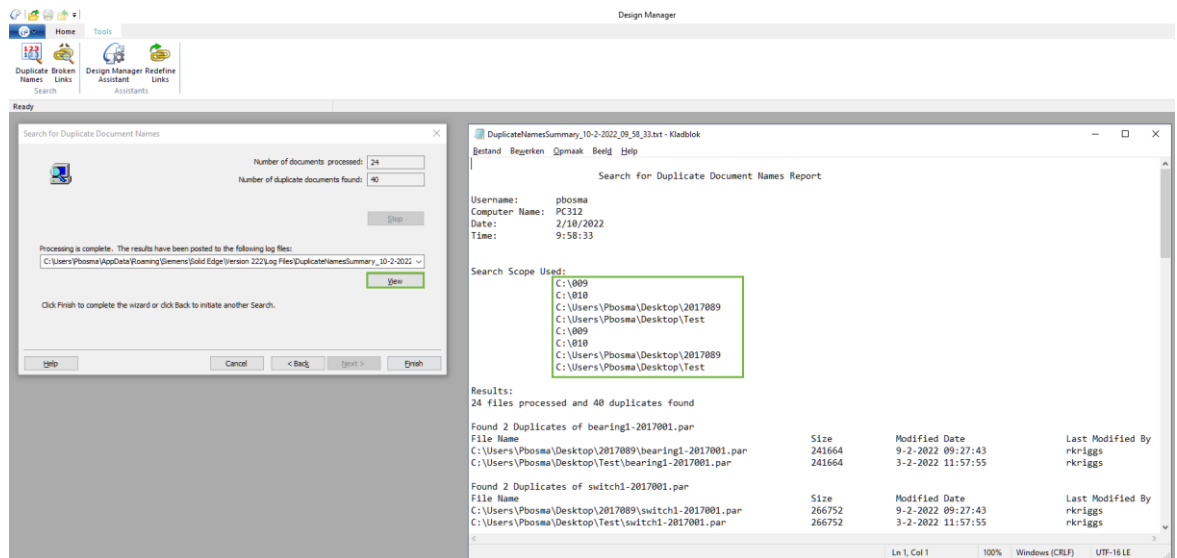 Design Manager
Home Tools
123
Duplicate Names
Broken Links
Design Manager Assistant
Redefine Links
Search
Assistants
Ready
Search for Duplicate Document Names
Number of documents processed: 24
Number of duplicate documents found: 40
Stop
Processing is complete. The results have been posted to the following log files:
C:\Users\Pbosma\AppData\Roaming\Siemens\Solid Edge\Version 222\Log Files\DuplicateNamesSummary_10-2-2022
View
Click Finish to complete the wizard or click Back to initiate another Search.
Help Cancel < Back Next > Finish
DuplicateNamesSummary_10-2-2022_09_58_33.txt - Kladblok
Bestand Bewerken Opmaak Beeld Help
Search for Duplicate Document Names Report
Username: pbosma
Computer Name: PC312
Date: 2/10/2022
Time: 9:58:33
Search Scope Used:
C:\009
C:\010
C:\Users\Pbosma\Desktop\2017089
C:\Users\Pbosma\Desktop\Test
C:\009
C:\010
C:\Users\Pbosma\Desktop\2017089
C:\Users\Pbosma\Desktop\Test
Results:
24 files processed and 40 duplicates found
Found 2 Duplicates of bearing1-2017001.par
File Name Size Modified Date Last Modified By
C:\Users\Pbosma\Desktop\2017089\bearing1-2017001.par 241664 9-2-2022 09:27:43 rkriggs
C:\Users\Pbosma\Desktop\Test\bearing1-2017001.par 241664 3-2-2022 11:57:55 rkriggs
Found 2 Duplicates of switch1-2017001.par
File Name Size Modified Date Last Modified By
C:\Users\Pbosma\Desktop\2017089\switch1-2017001.par 266752 9-2-2022 09:27:43 rkriggs
C:\Users\Pbosma\Desktop\Test\switch1-2017001.par 266752 3-2-2022 11:57:55 rkriggs
Ln 1, Col 1 100% Windows (CRLF) UTF-16 LE